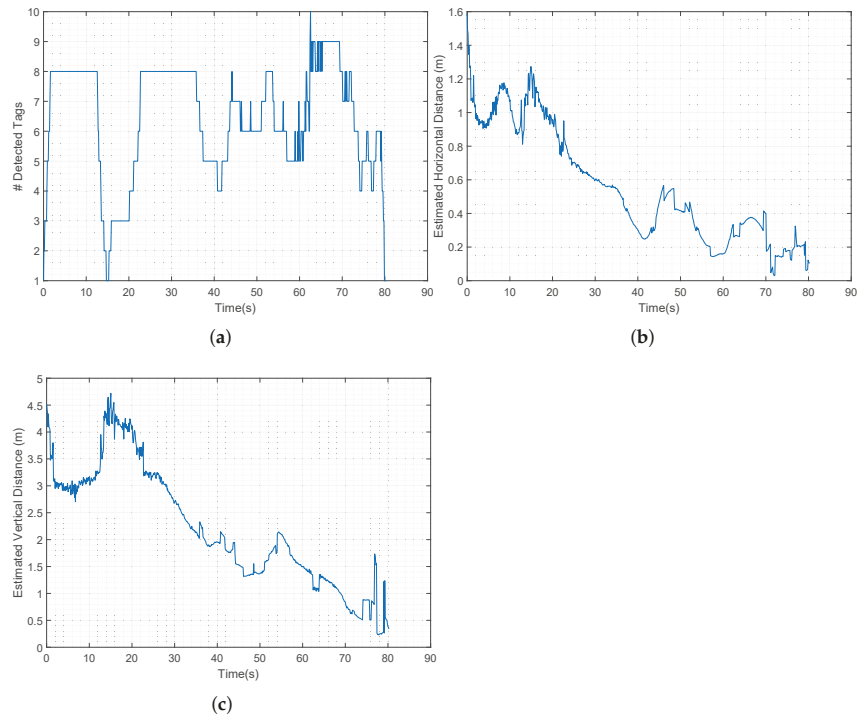 10
9
8
7
6
5
4
3
2
1
# Detected Tags
0 10 20 30 40 50 60 70 80 90
Time(s)
(a)
1.6
1.4
1.2
1
0.8
0.6
0.4
0.2
0
Estimated Horizontal Distance (m)
0 10 20 30 40 50 60 70 80 90
Time(s)
(b)
5
4.5
4
3.5
3
2.5
2
1.5
1
0.5
0
Estimated Vertical Distance (m)
0 10 20 30 40 50 60 70 80 90
Time(s)
(c)